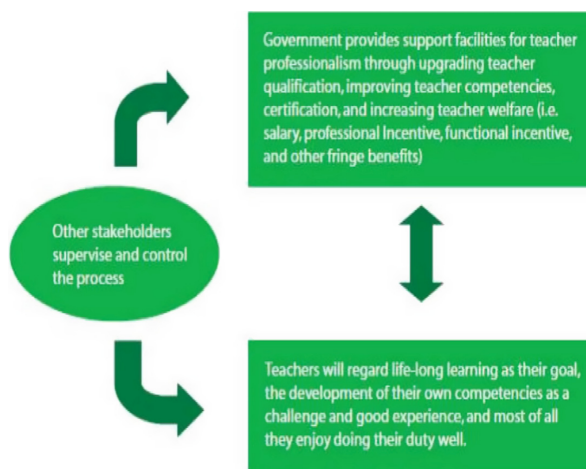 Government provides support facilities for teacher
professionalism through upgrading teacher
qualification, improving teacher competencies,
certification, and increasing teacher welfare (i.e.
salary, professional Incentive, functional incentive,
and other fringe benefits)
Other stakeholders
supervise and control
the process
Teachers will regard life-long learning as their goal,
the development of their own competencies as a
challenge and good experience, and most of all
they enjoy doing their duty well.